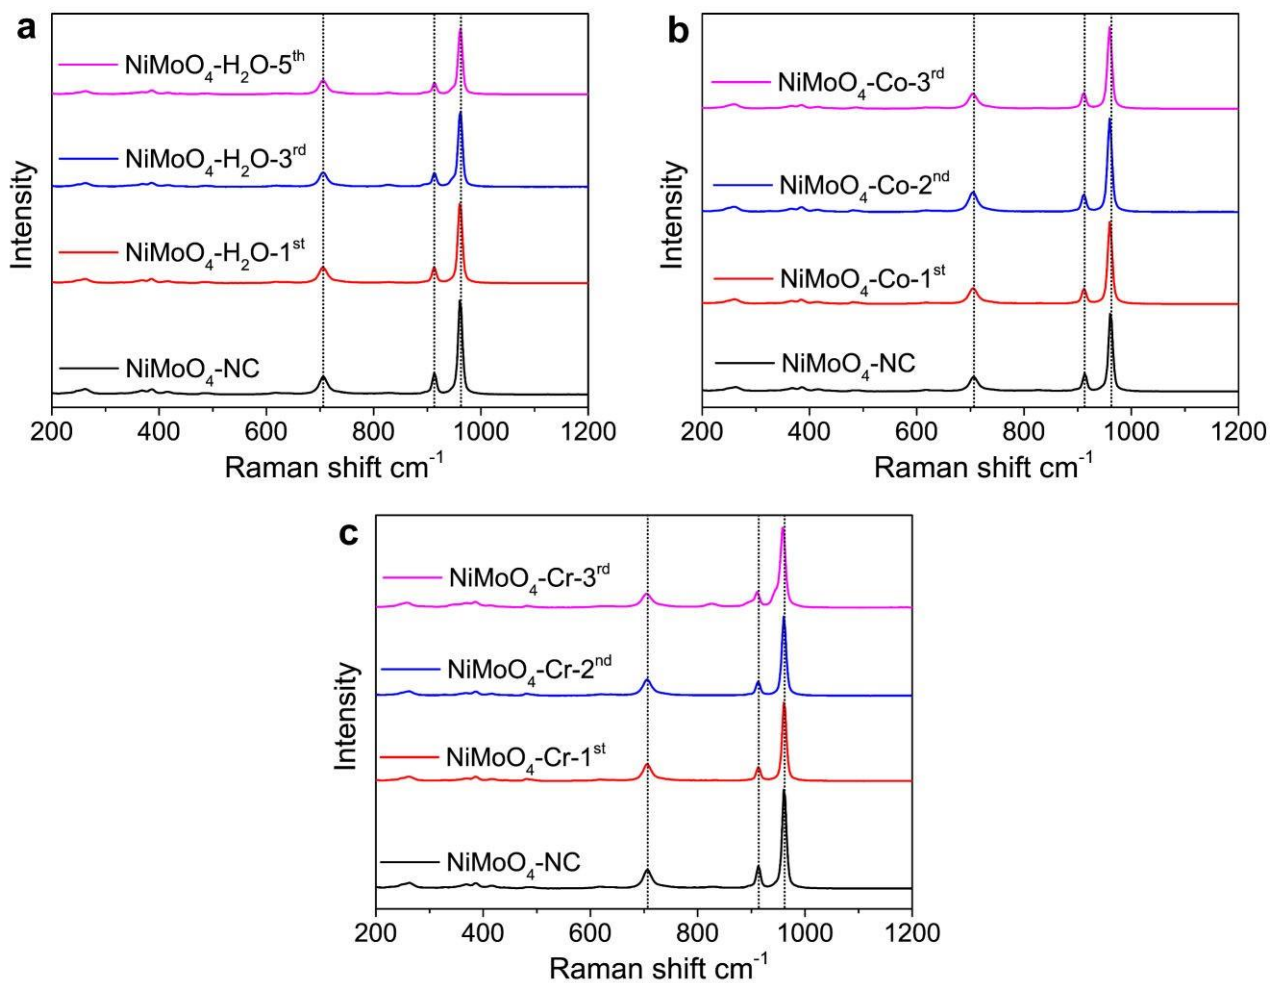 a
NiMoO₄-H₂O-5ᵗʰ
NiMoO₄-H₂O-3ʳᵈ
NiMoO₄-H₂O-1ˢᵗ
NiMoO₄-NC
Intensity
200 400 600 800 1000 1200
Raman shift cm⁻¹
b
NiMoO₄-Co-3ʳᵈ
NiMoO₄-Co-2ⁿᵈ
NiMoO₄-Co-1ˢᵗ
NiMoO₄-NC
Intensity
200 400 600 800 1000 1200
Raman shift cm⁻¹
c
NiMoO₄-Cr-3ʳᵈ
NiMoO₄-Cr-2ⁿᵈ
NiMoO₄-Cr-1ˢᵗ
NiMoO₄-NC
Intensity
200 400 600 800 1000 1200
Raman shift cm⁻¹